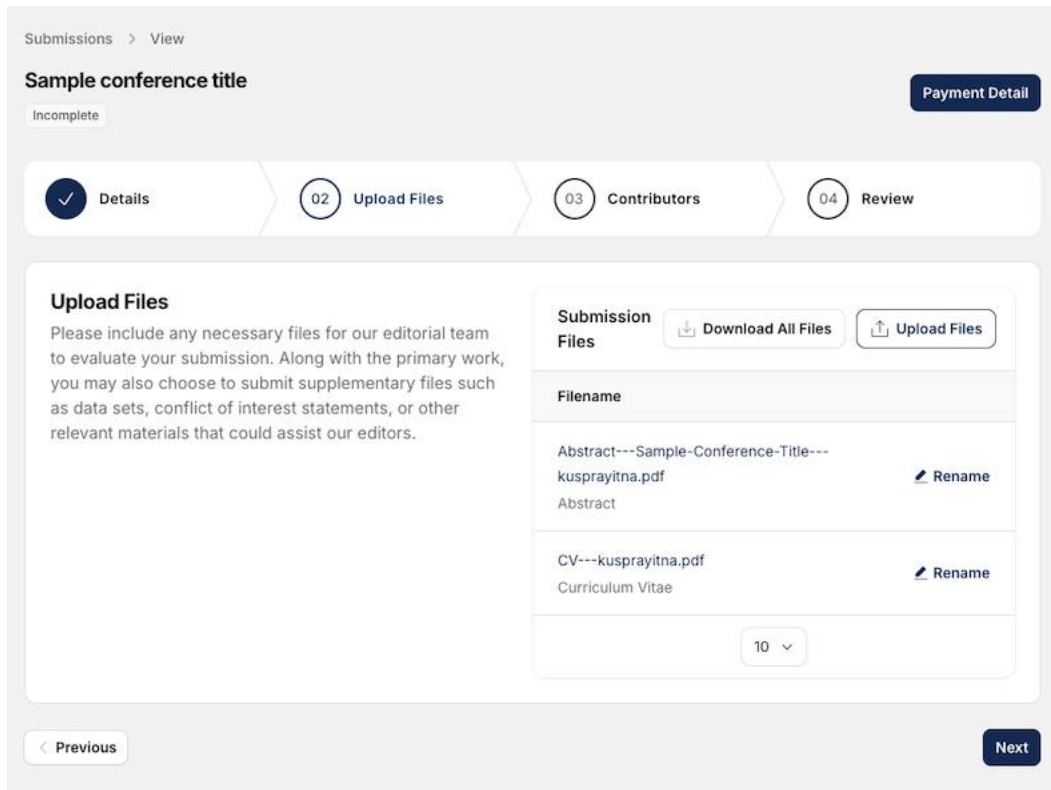 Submissions > View
Sample conference title
Payment Detail
Incomplete
Details
02 Upload Files
03 Contributors
04 Review
Upload Files
Please include any necessary files for our editorial team
to evaluate your submission. Along with the primary work,
you may also choose to submit supplementary files such
as data sets, conflict of interest statements, or other
relevant materials that could assist our editors.
Submission
Files
Download All Files
Upload Files
Filename
Abstract---Sample-Conference-Title---
kusprayitna.pdf
Abstract
Rename
CV---kusprayitna.pdf
Curriculum Vitae
Rename
10
Previous
Next